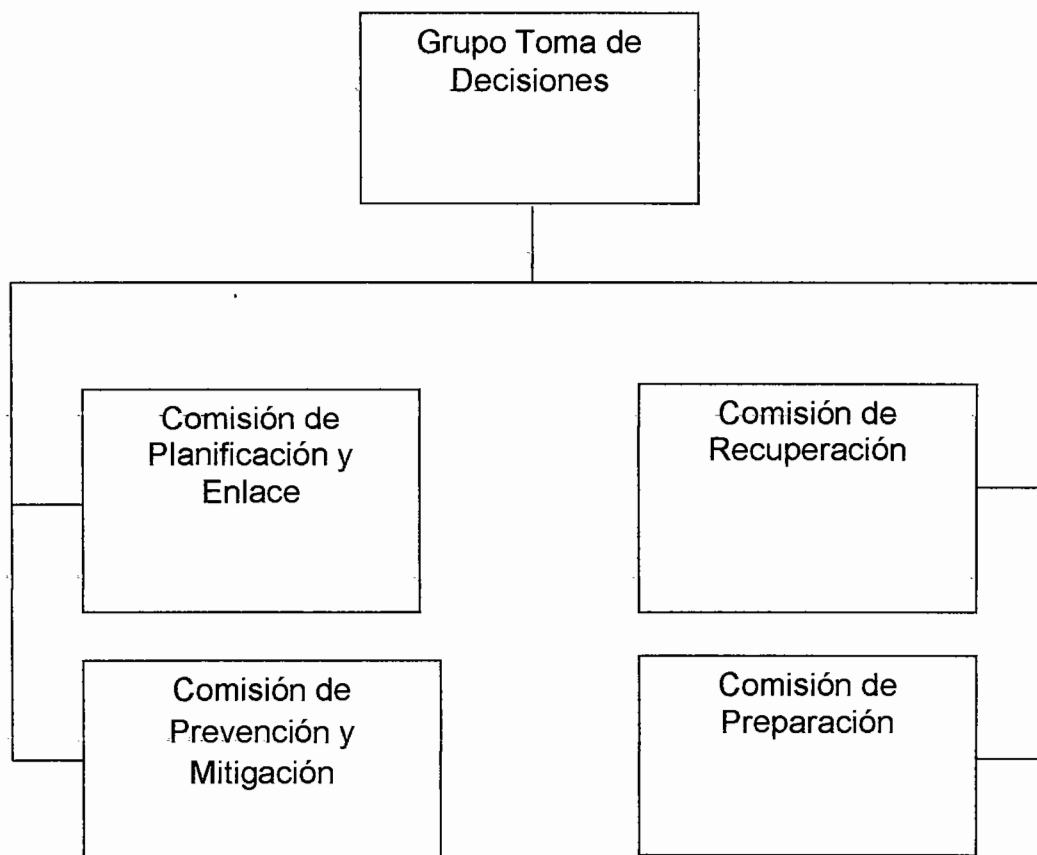 Grupo Toma de
Decisiones
Comisión de
Planificación y
Enlace
Comisión de
Recuperación
Comisión de
Prevención y
Mitigación
Comisión de
Preparación